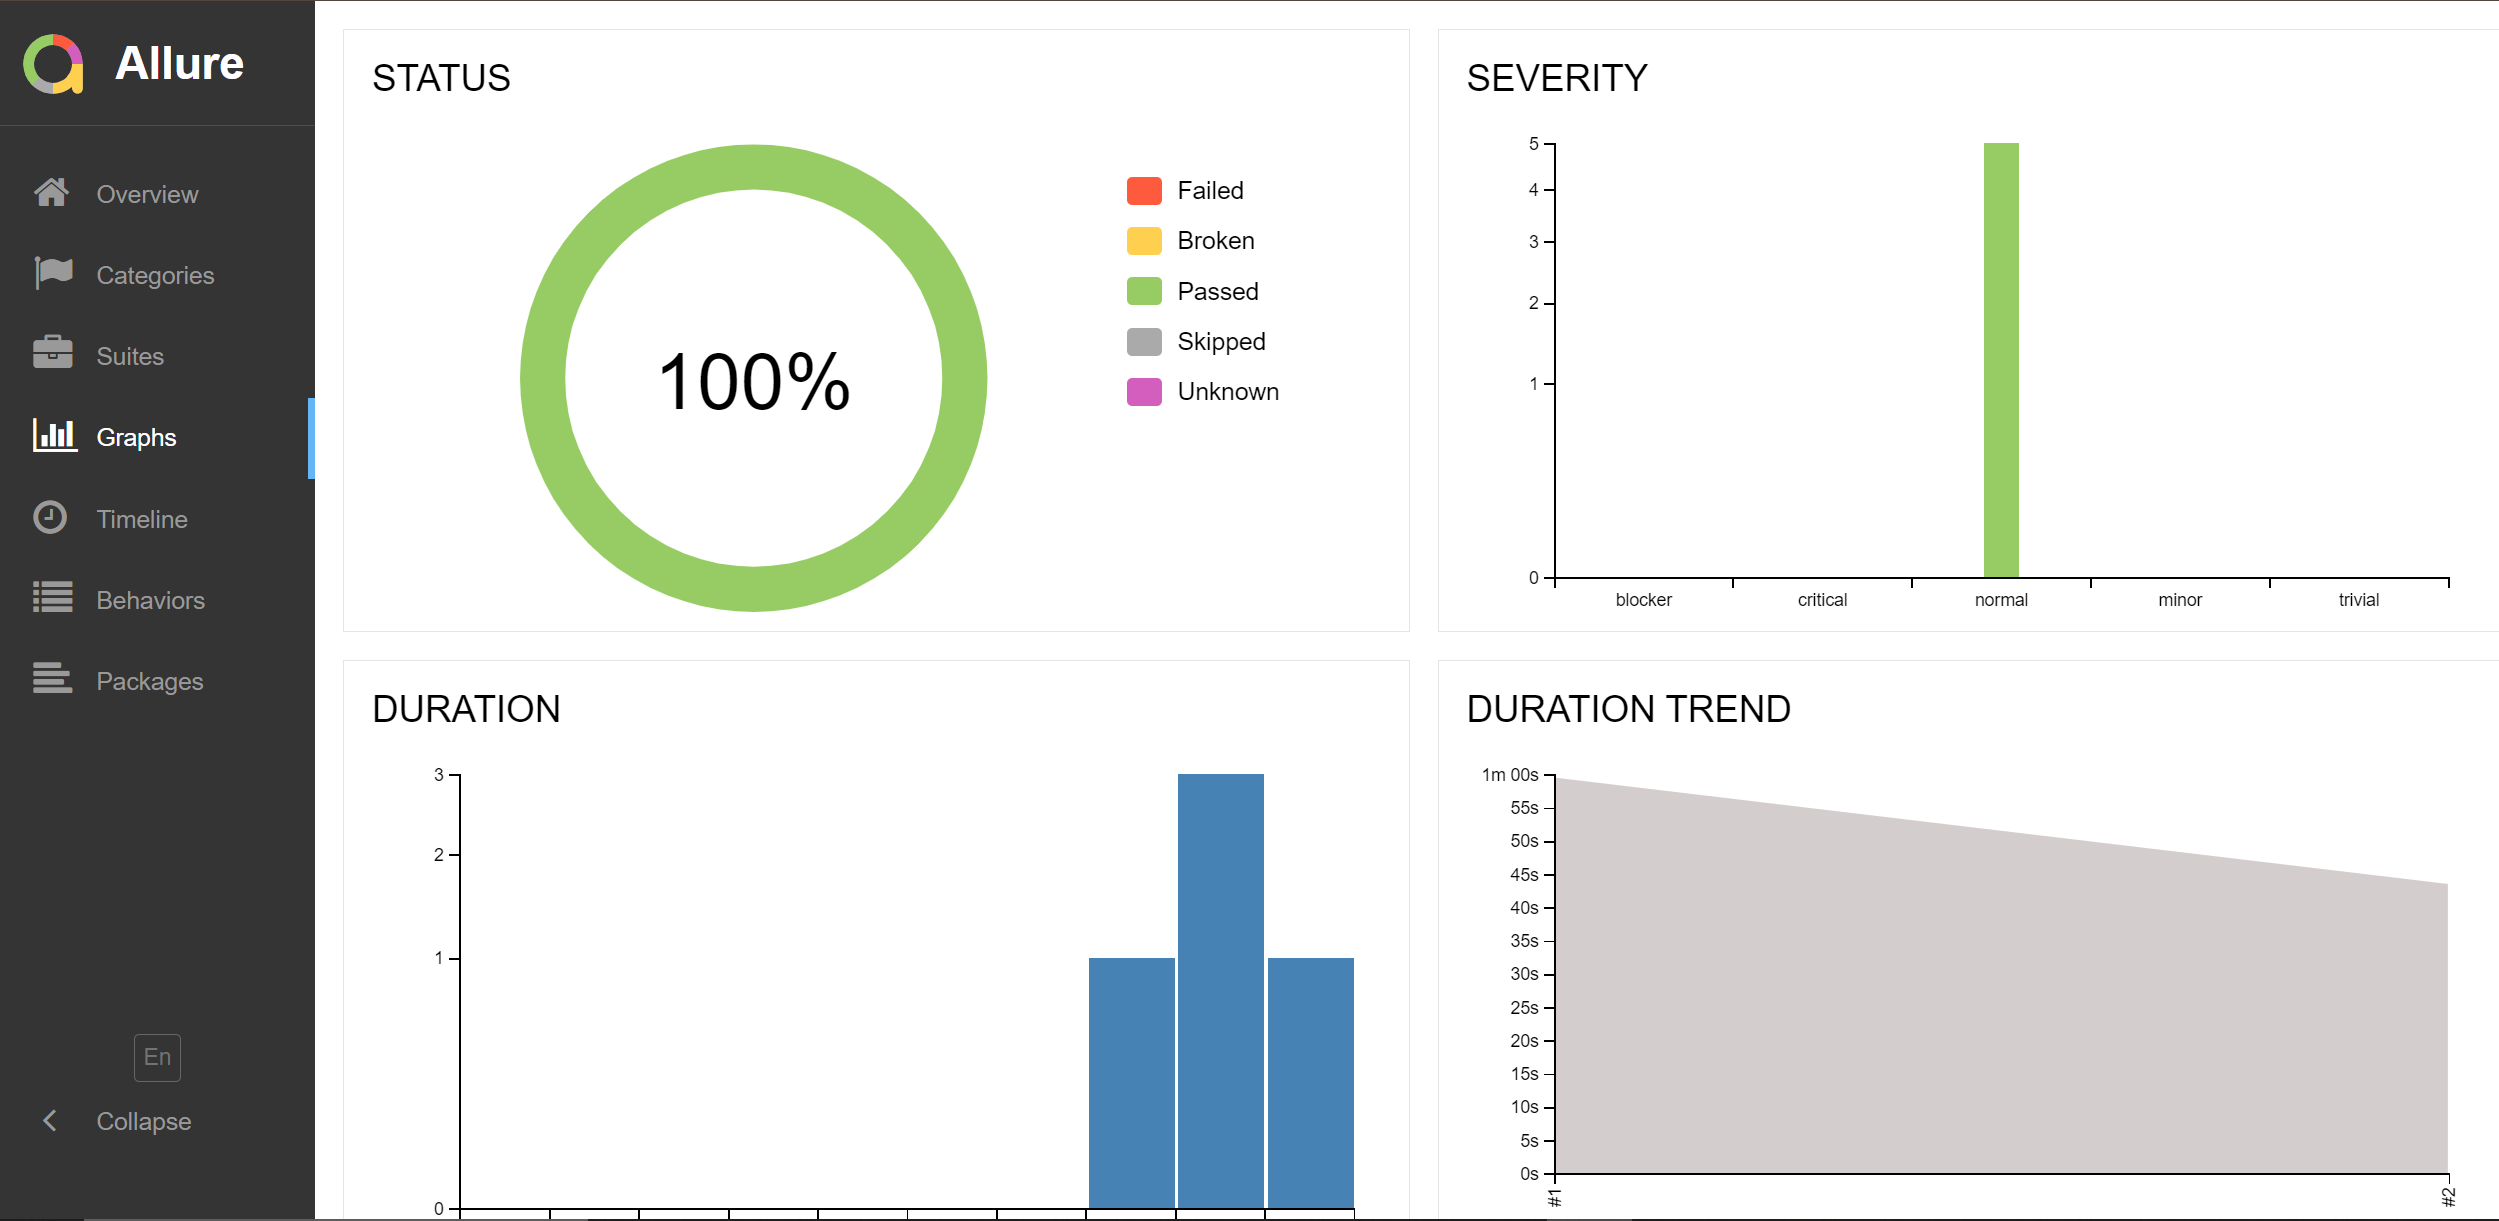 Allure
Overview
Categories
Suites
Graphs
Timeline
Behaviors
Packages
En
Collapse
STATUS
100%
Failed
Broken
Passed
Skipped
Unknown
SEVERITY
5
4
3
2
1
0
blocker critical normal minor trivial
DURATION
3
2
1
0
DURATION TREND
1m 00s
55s
50s
45s
40s
35s
30s
25s
20s
15s
10s
5s
0s
#1 #2